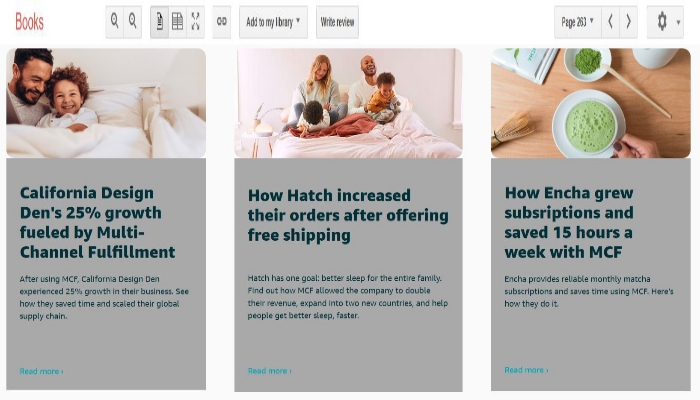 Books
Add to my library
Write review
Page 263
California Design
Den's 25% growth
fueled by Multi-
Channel Fulfillment
After using MCF, California Design Den
experienced 25% growth in their business. See
how they saved time and scaled their global
supply chain.
Read more ›
How Hatch increased
their orders after offering
free shipping
Hatch has one goal: better sleep for the entire family.
Find out how MCF allowed the company to double
their revenue, expand into two new countries, and help
people get better sleep, faster.
Read more ›
How Encha grew
subsriptions and
saved 15 hours a
week with MCF
Encha provides reliable monthly matcha
subscriptions and saves time using MCF. Here's
how they do it.
Read more ›